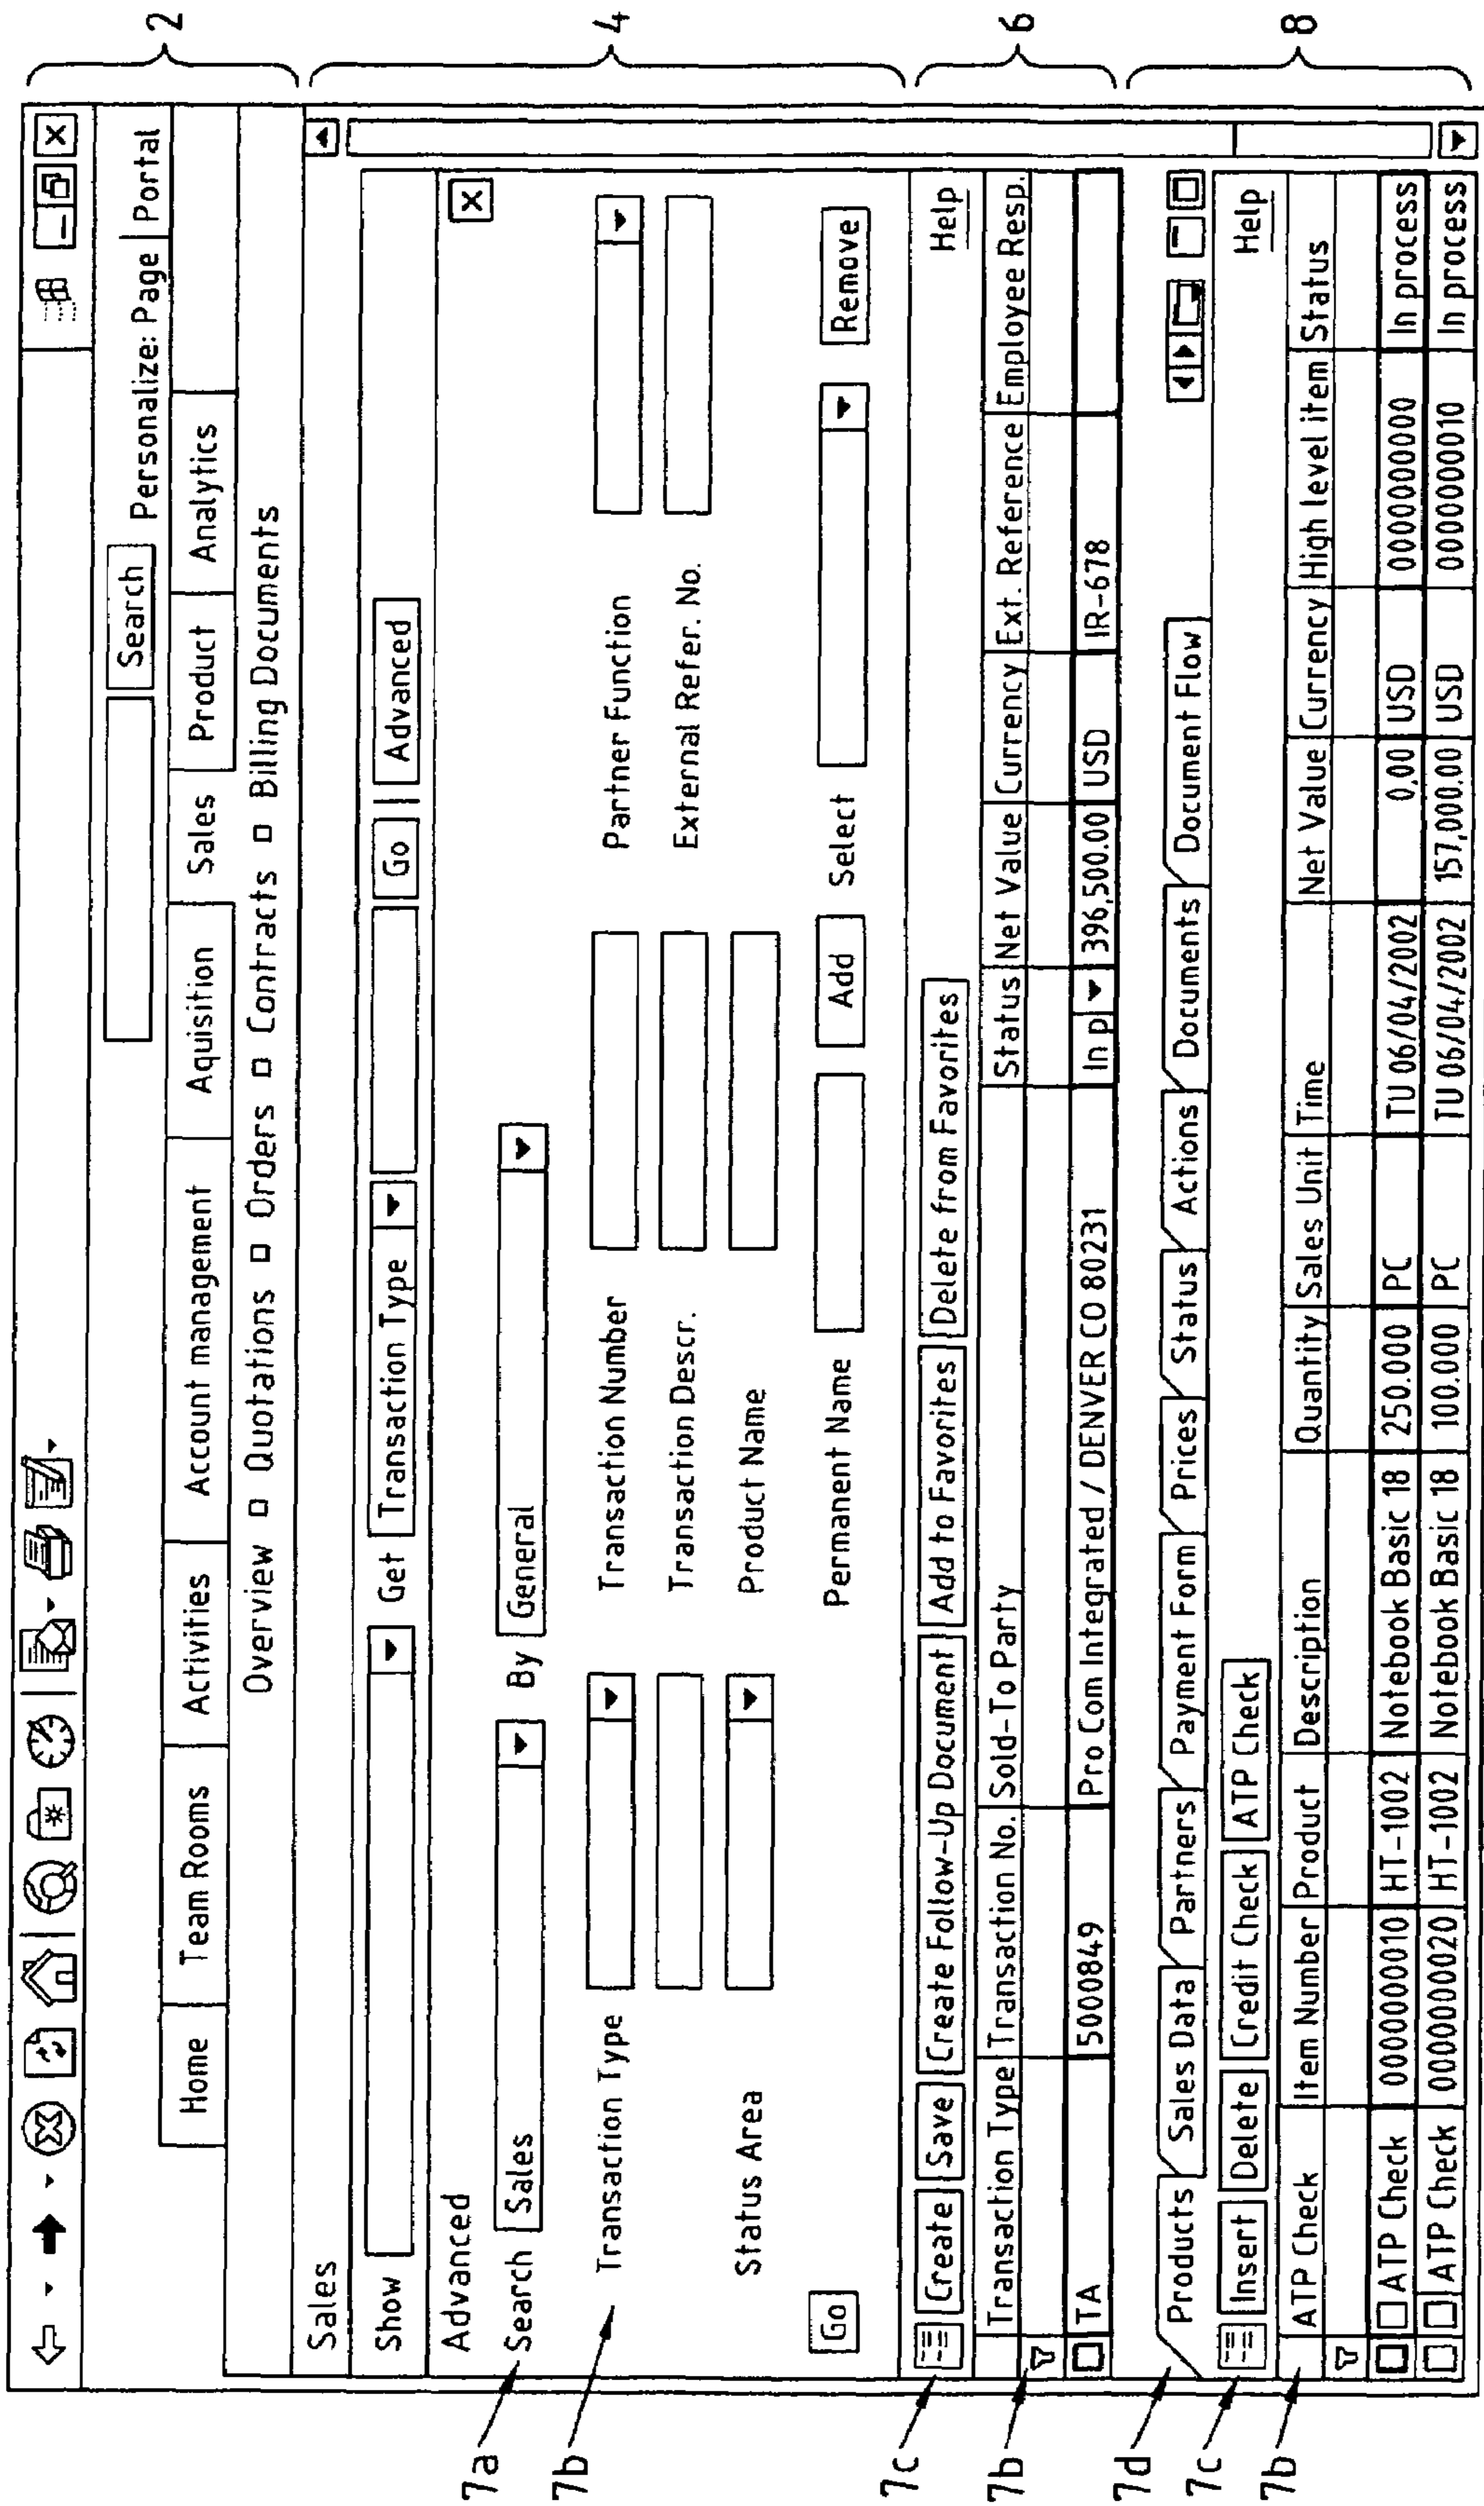 2
Search Personalize: Page | Portal
Home Team Rooms Activities Account management Aquisition Sales Product Analytics
Overview Quotations Orders Contracts Billing Documents
4
Sales
Show Get Transaction Type Go | Advanced
Advanced
7a
Search Sales By General
7b
Transaction Type Transaction Number Partner Function
Transaction Descr. External Refer. No.
Status Area Product Name
Go Permanent Name Add Select Remove
6
7c
Create Save Create Follow-Up Document Add to Favorites Delete from Favorites Help
7b
Transaction Type Transaction No. Sold-To Party Status Net Value Currency Ext. Reference Employee Resp.
TA 5000849 Pro Com Integrated / DENVER CO 80231 In p 396,500.00 USD IR-678
8
7d
Products Sales Data Partners Payment Form Prices Status Actions Documents Document Flow
7c
Insert Delete Credit Check ATP Check Help
7b
ATP Check Item Number Product Description Quantity Sales Unit Time Net Value Currency High level item Status
ATP Check 0000000010 HT-1002 Notebook Basic 18 250.000 PC TU 06/04/2002 0,00 USD 0000000000 In process
ATP Check 0000000020 HT-1002 Notebook Basic 18 100.000 PC TU 06/04/2002 157,000.00 USD 0000000010 In process